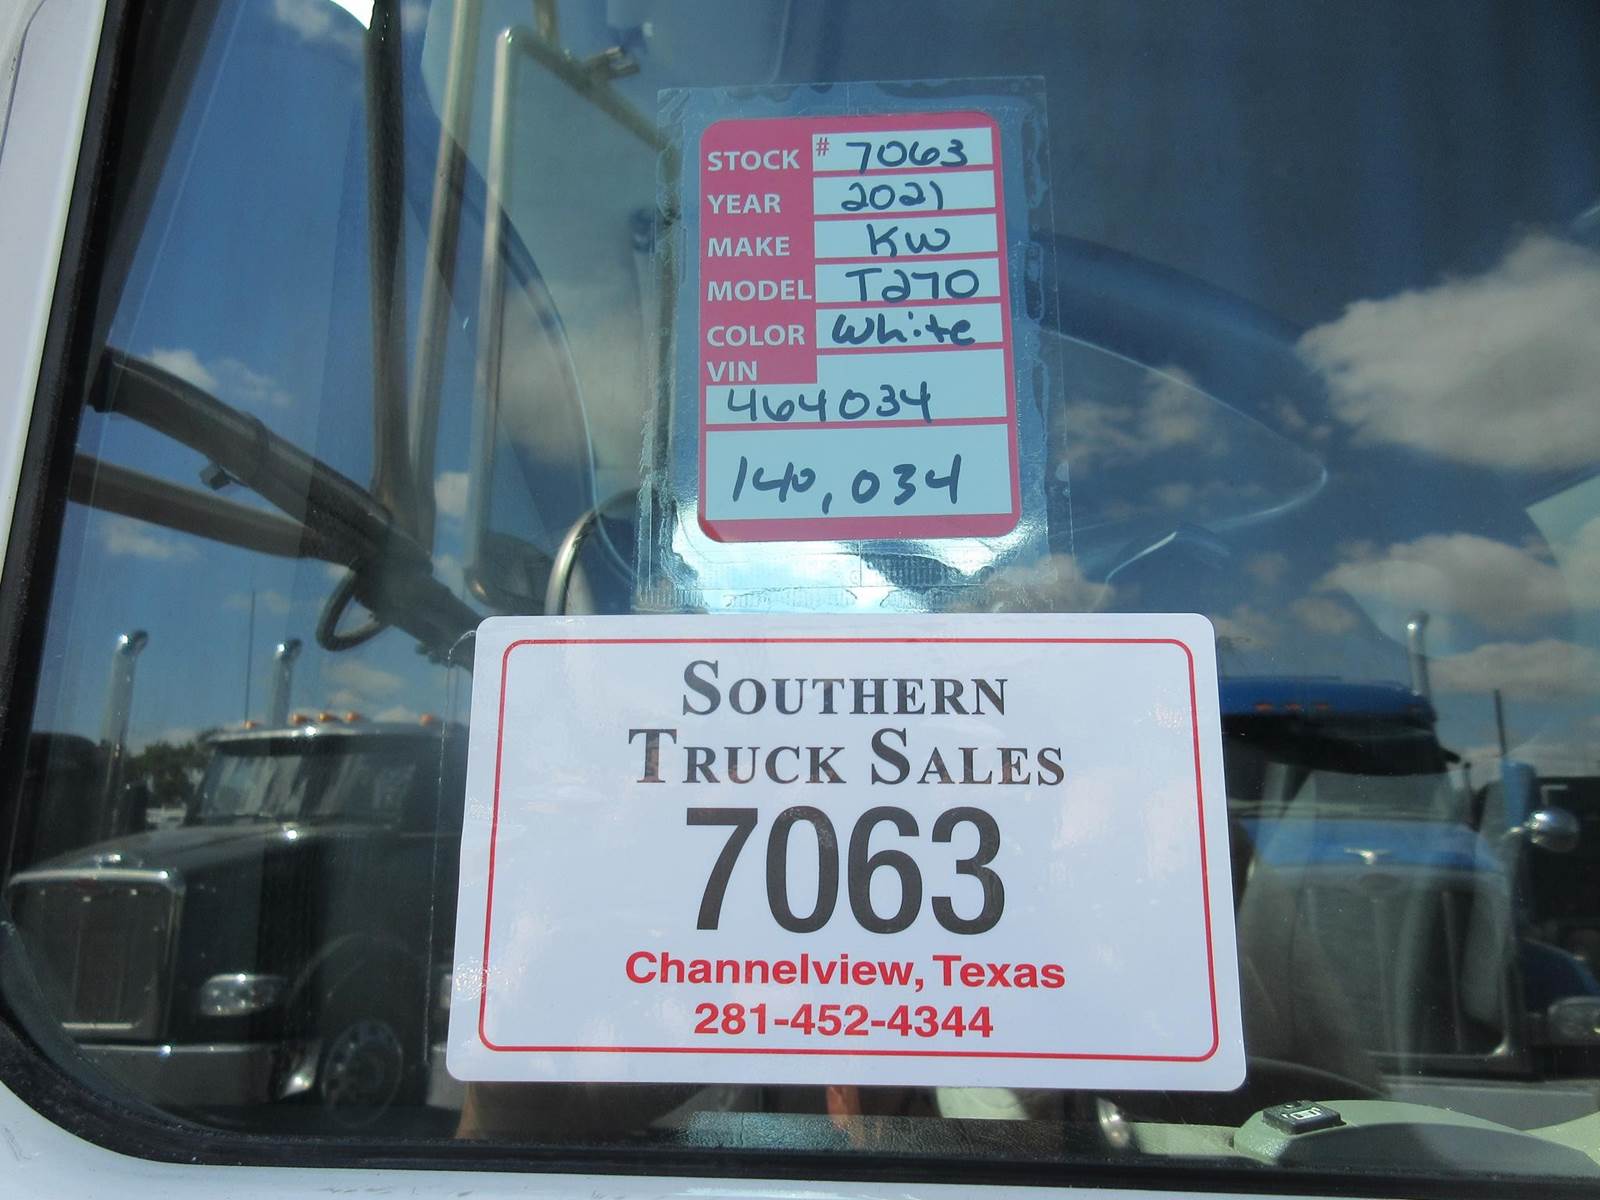 STOCK # 7063
YEAR 2021
MAKE KW
MODEL T270
COLOR White
VIN
464034
140,034
SOUTHERN
TRUCK SALES
7063
Channelview, Texas
281-452-4344